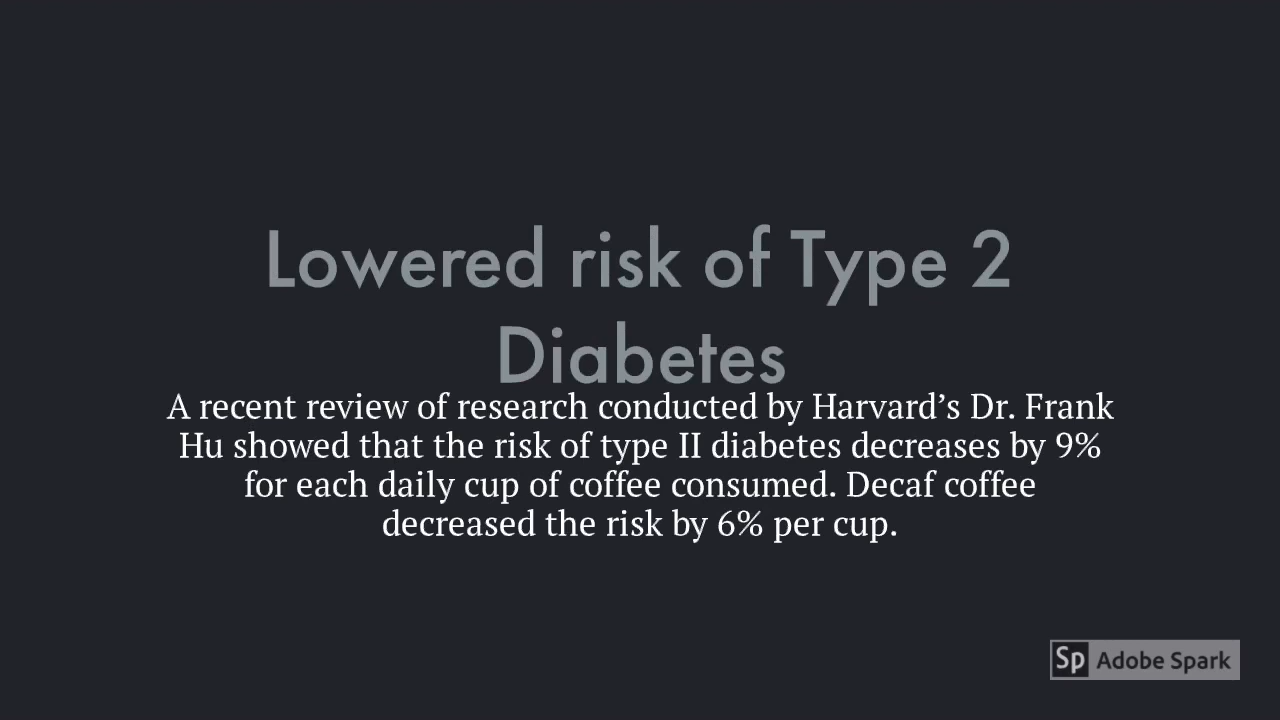 Lowered risk of Type 2
Diabetes
A recent review of research conducted by Harvard’s Dr. Frank
Hu showed that the risk of type II diabetes decreases by 9%
for each daily cup of coffee consumed. Decaf coffee
decreased the risk by 6% per cup.
Sp Adobe Spark